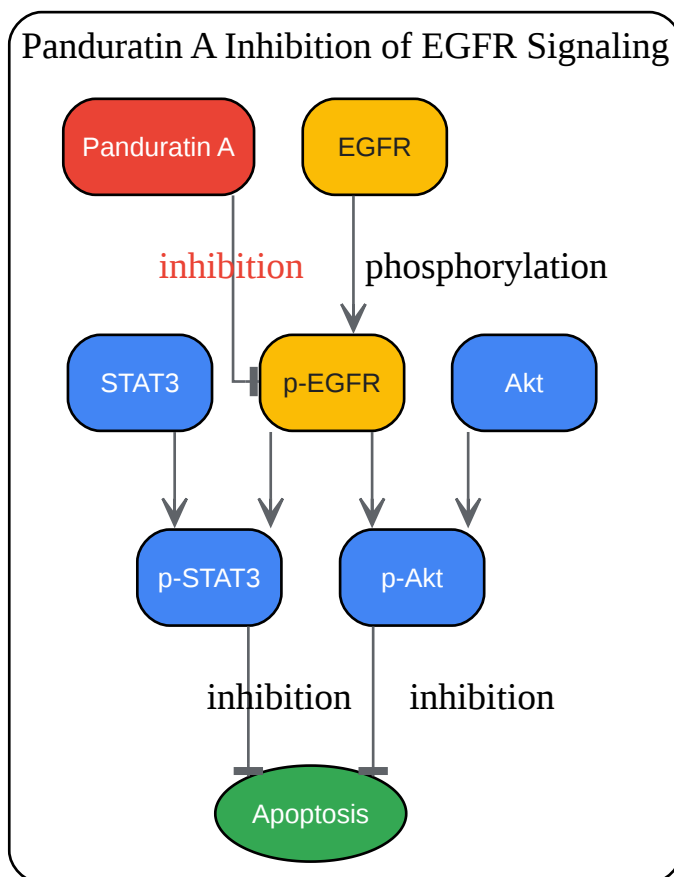 Panduratin A Inhibition of EGFR Signaling
Panduratin A
EGFR
inhibition
phosphorylation
STAT3
p-EGFR
Akt
p-STAT3
p-Akt
inhibition
inhibition
Apoptosis